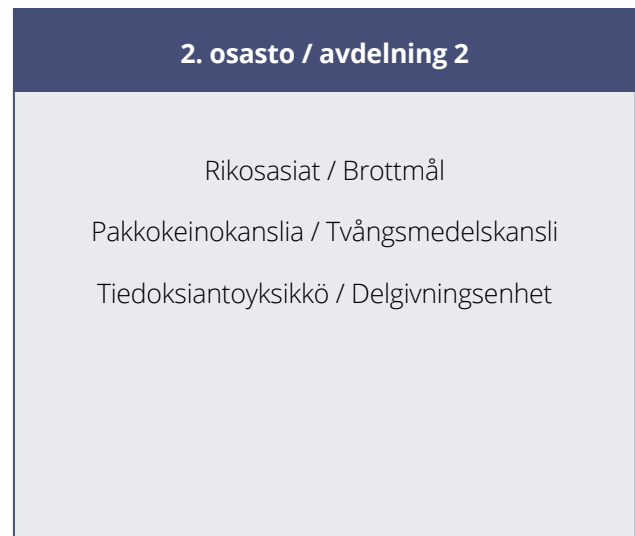 2. osasto / avdelning 2
Rikosasiat / Brottmål
Pakkokeinokanslia / Tvångsmedelskansli
Tiedoksiantoyksikkö / Delgivningsenhet